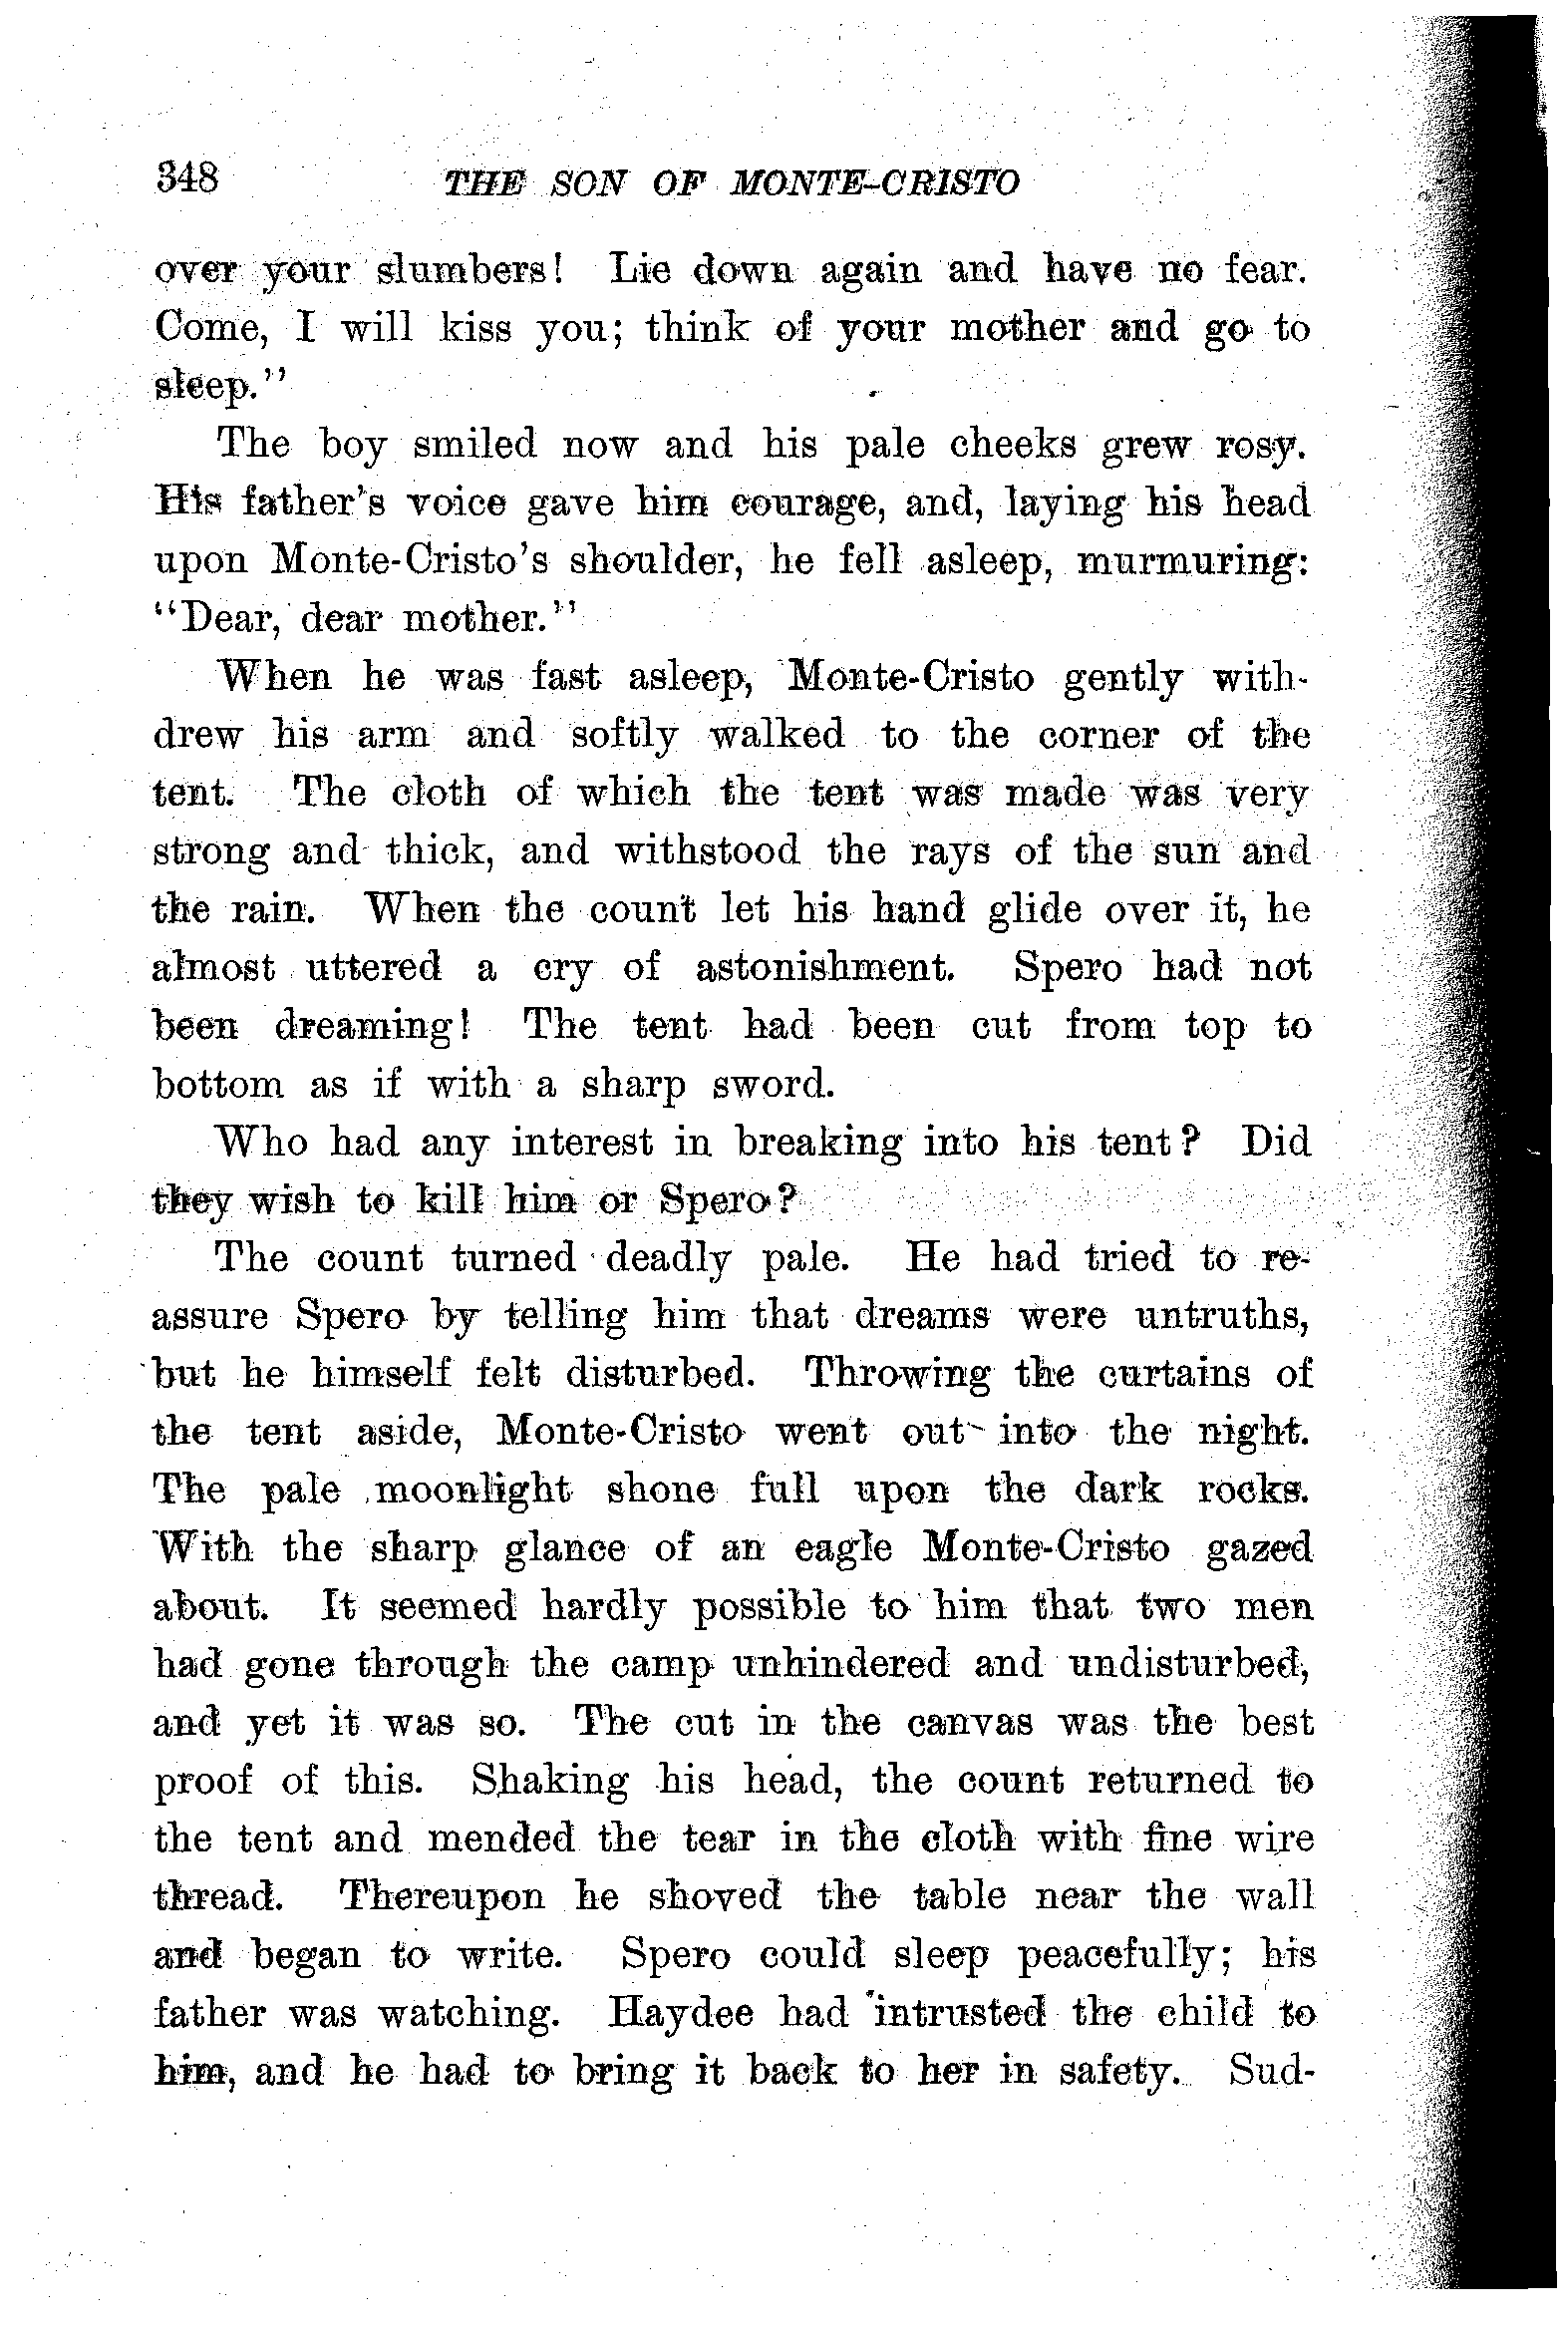 348 THE SON OF MONTE-CRISTO
over your slumbers! Lie down again and have no fear.
Come, I will kiss you; think of your mother and go to
sleep."
The boy smiled now and his pale cheeks grew rosy.
His father's voice gave him courage, and, laying his head
upon Monte-Cristo's shoulder, he fell asleep, murmuring:
"Dear, dear mother."
When he was fast asleep, Monte-Cristo gently with-
drew his arm and softly walked to the corner of the
tent. The cloth of which the tent was made was very
strong and thick, and withstood the rays of the sun and
the rain. When the count let his hand glide over it, he
almost uttered a cry of astonishment. Spero had not
been dreaming! The tent had been cut from top to
bottom as if with a sharp sword.
Who had any interest in breaking into his tent? Did
they wish to kill him or Spero?
The count turned deadly pale. He had tried to re-
assure Spero by telling him that dreams were untruths,
but he himself felt disturbed. Throwing the curtains of
the tent aside, Monte-Cristo went out into the night.
The pale moonlight shone full upon the dark rocks.
With the sharp glance of an eagle Monte-Cristo gazed
about. It seemed hardly possible to him that two men
had gone through the camp unhindered and undisturbed,
and yet it was so. The cut in the canvas was the best
proof of this. Shaking his head, the count returned to
the tent and mended the tear in the cloth with fine wire
thread. Thereupon he shoved the table near the wall
and began to write. Spero could sleep peacefully; his
father was watching. Haydee had intrusted the child to
him, and he had to bring it back to her in safety. Sud-